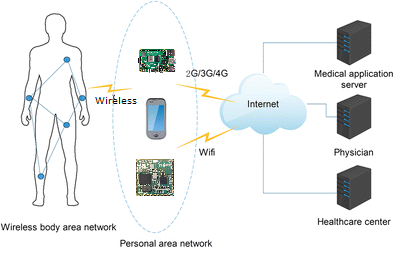 2G/3G/4G
Wireless
Internet
Wifi
Medical application
server
Physician
Healthcare center
Wireless body area network
Personal area network